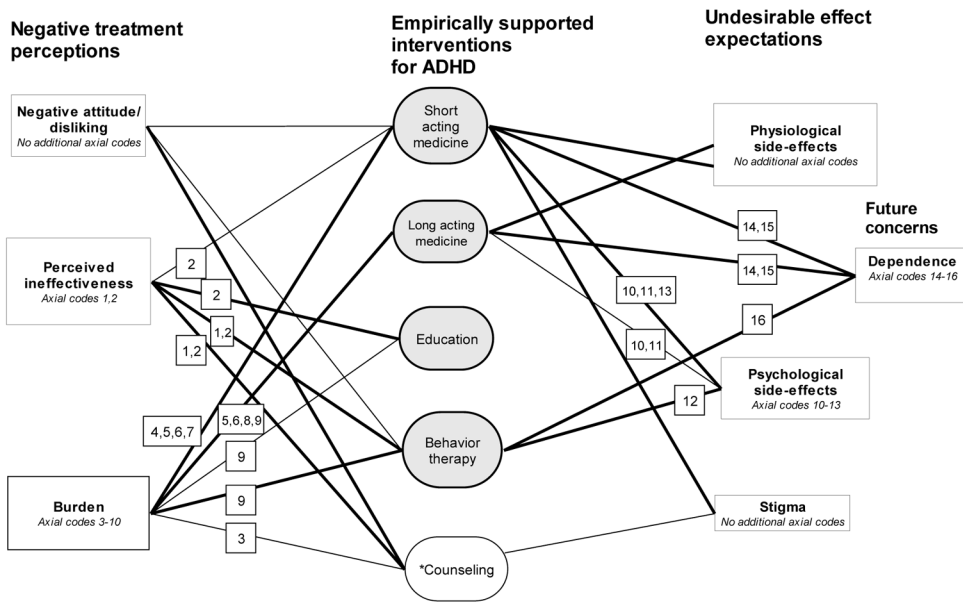 Negative treatment
perceptions
Empirically supported
interventions
for ADHD
Undesirable effect
expectations
Negative attitude/
disliking
No additional axial codes
Short
acting
medicine
Physiological
side-effects
No additional axial codes
Future
concerns
Long acting
medicine
14,15
Dependence
Axial codes 14-16
Perceived
ineffectiveness
Axial codes 1,2
2
14,15
2
10,11,13
16
1,2
Education
1,2
10,11
Psychological
side-effects
Axial codes 10-13
12
4,5,6,7
5,6,8,9
Behavior
therapy
9
Burden
Axial codes 3-10
9
Stigma
No additional axial codes
3
*Counseling